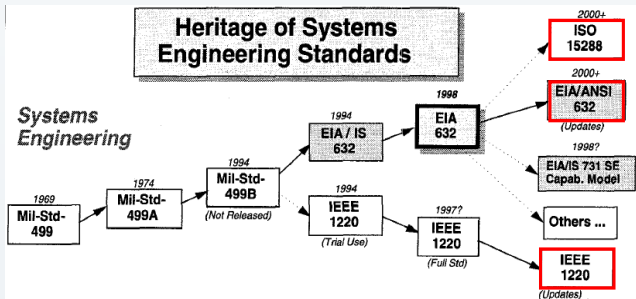 Heritage of Systems
Engineering Standards
Systems
Engineering
1969
Mil-Std-
499
1974
Mil-Std-
499A
1994
Mil-Std-
499B
(Not Released)
1994
EIA / IS
632
1994
IEEE
1220
(Trial Use)
1998
EIA
632
1997?
IEEE
1220
(Full Std)
2000+
ISO
15288
2000+
EIA/ANSI
632
(Updates)
1998?
EIA/IS 731 SE
Capab. Model
Others ...
IEEE
1220
(Updates)